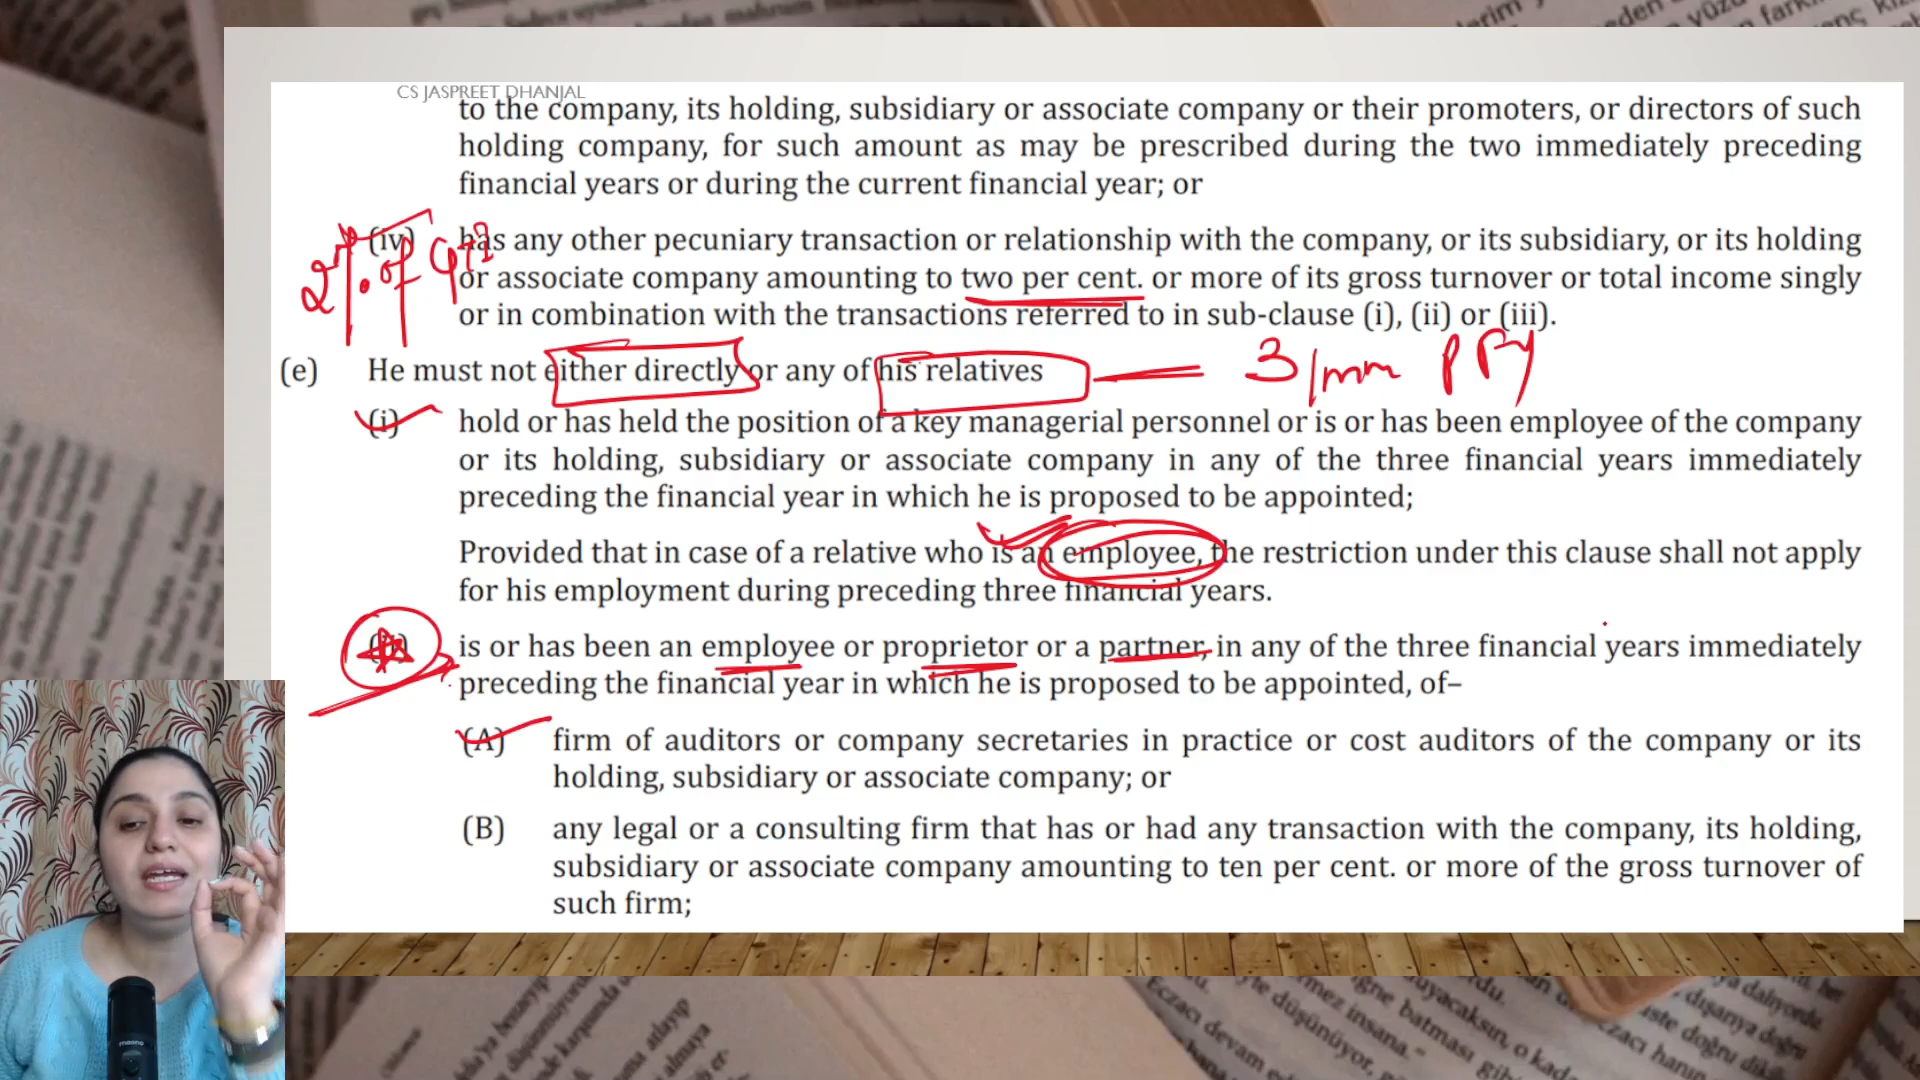 CS JASPREET DHANJAL
to the company, its holding, subsidiary or associate company or their promoters, or directors of such
holding company, for such amount as may be prescribed during the two immediately preceding
financial years or during the current financial year; or
(iv) has any other pecuniary transaction or relationship with the company, or its subsidiary, or its holding
2% of
or associate company amounting to two per cent. or more of its gross turnover or total income singly
or in combination with the transactions referred to in sub-clause (i), (ii) or (iii).
(e) He must not either directly or any of his relatives
3 Imm P Fy
(i) hold or has held the position of a key managerial personnel or is or has been employee of the company
or its holding, subsidiary or associate company in any of the three financial years immediately
preceding the financial year in which he is proposed to be appointed;
Provided that in case of a relative who is an employee, the restriction under this clause shall not apply
for his employment during preceding three financial years.
is or has been an employee or proprietor or a partner, in any of the three financial years immediately
preceding the financial year in which he is proposed to be appointed, of–
(A) firm of auditors or company secretaries in practice or cost auditors of the company or its
holding, subsidiary or associate company; or
(B) any legal or a consulting firm that has or had any transaction with the company, its holding,
subsidiary or associate company amounting to ten per cent. or more of the gross turnover of
such firm;